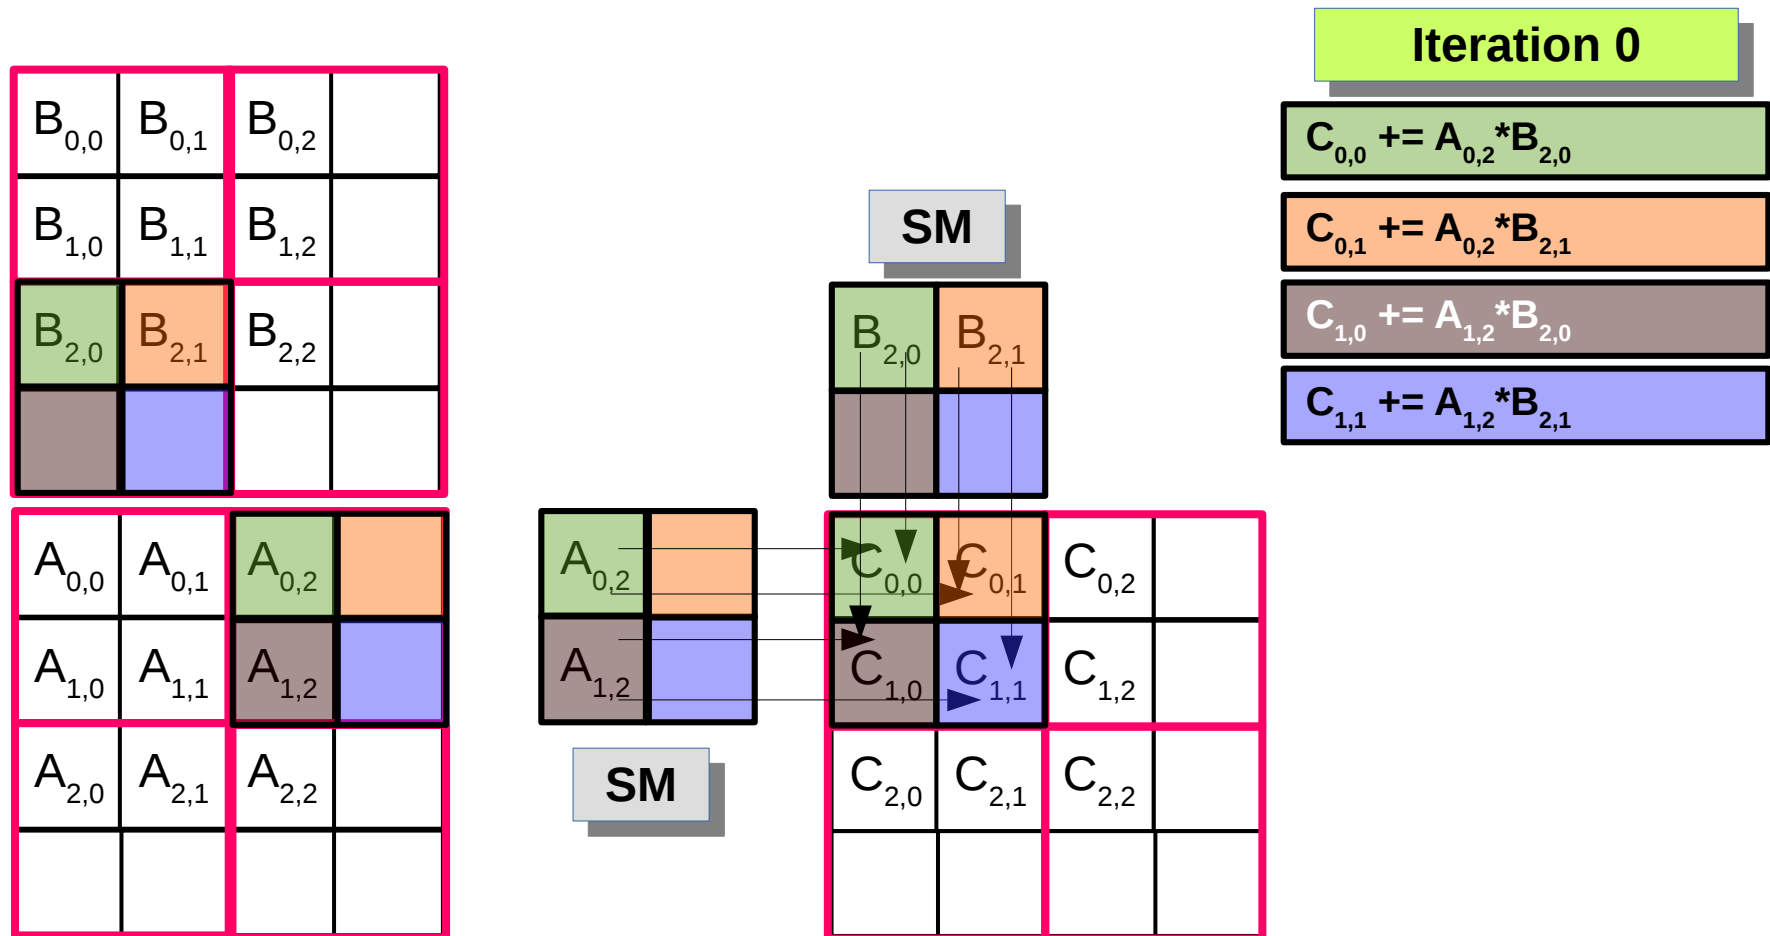 Iteration 0
C0,0 += A0,2*B2,0
C0,1 += A0,2*B2,1
C1,0 += A1,2*B2,0
C1,1 += A1,2*B2,1
B0,0 B0,1 B0,2
B1,0 B1,1 B1,2
B2,0 B2,1 B2,2
SM
B2,0 B2,1
A0,0 A0,1 A0,2
A1,0 A1,1 A1,2
A2,0 A2,1 A2,2
A0,2
A1,2
SM
C0,0 C0,1 C0,2
C1,0 C1,1 C1,2
C2,0 C2,1 C2,2